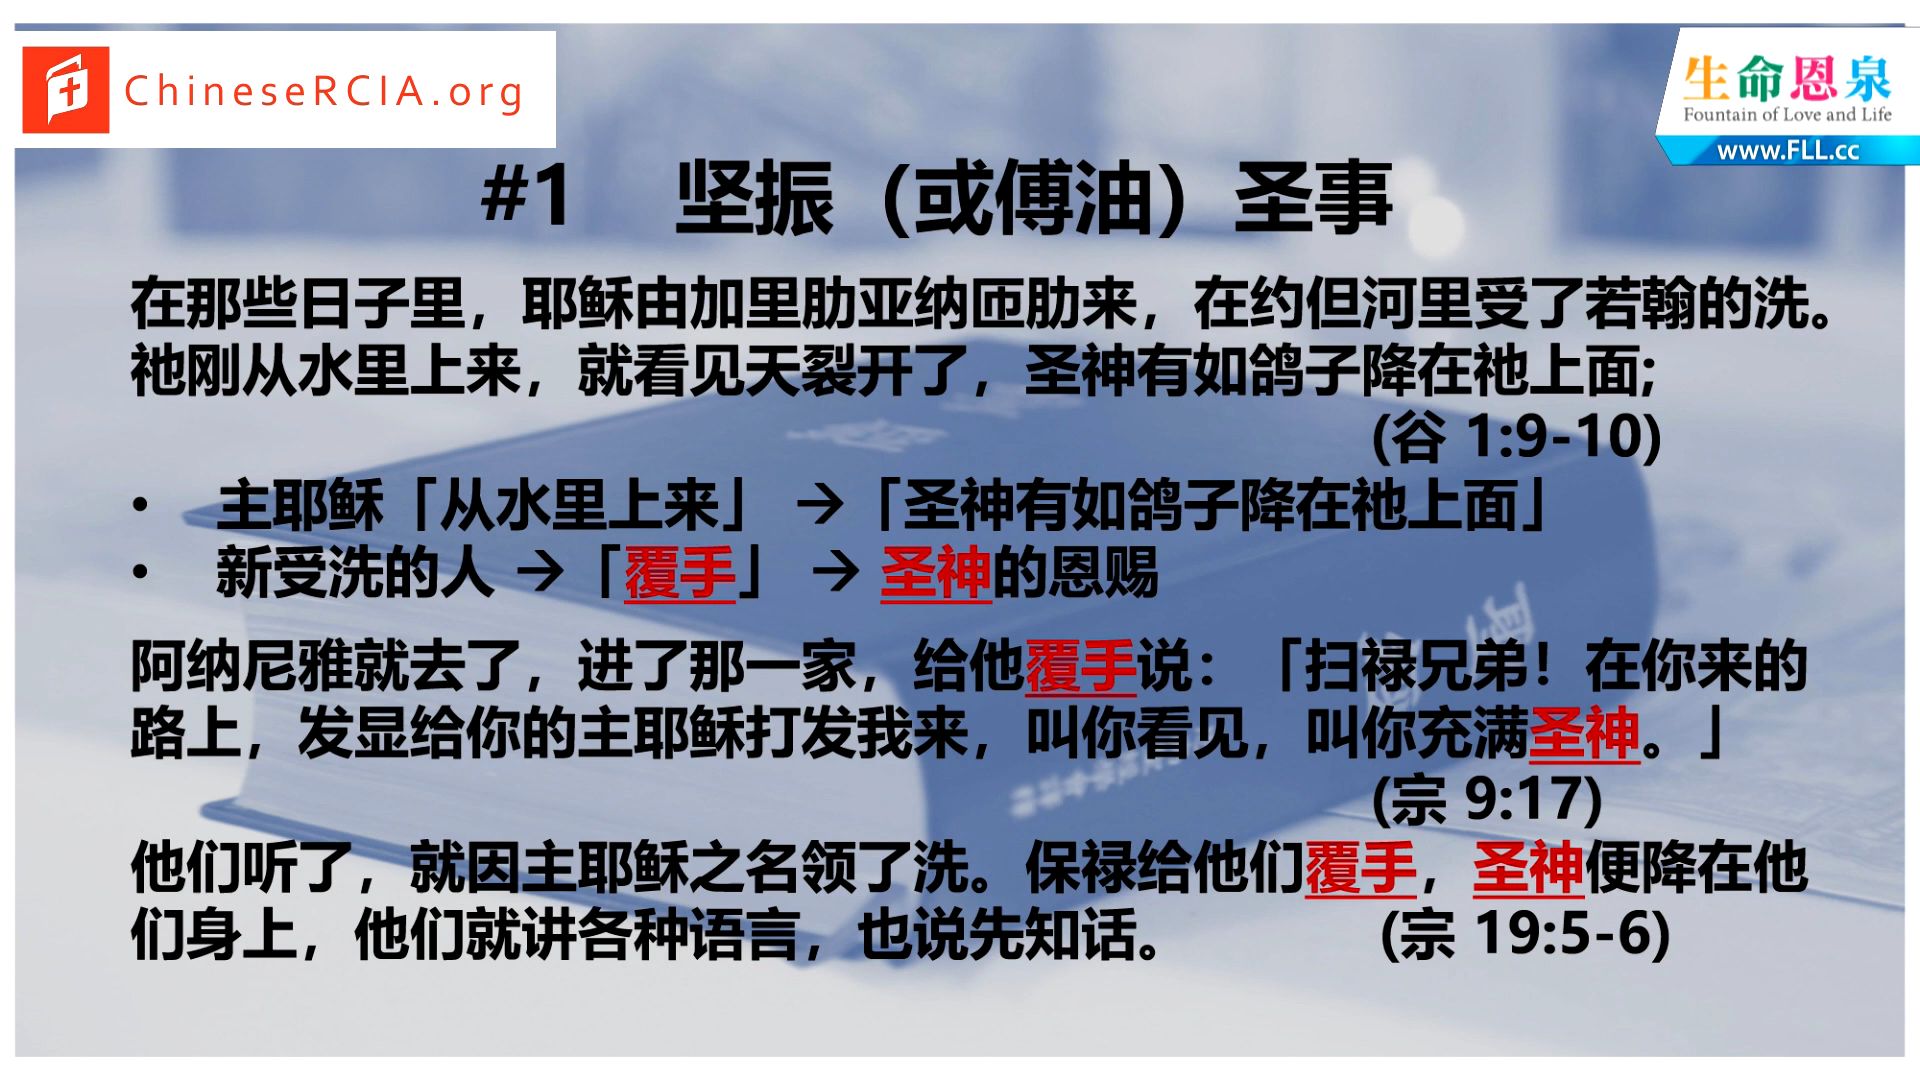 ChineseRCIA.org
生命恩泉
Fountain of Love and Life
www.FLL.cc
#1 坚振（或傅油）圣事
在那些日子里，耶稣由加里肋亚纳匝肋来，在约但河里受了若翰的洗。
祂刚从水里上来，就看见天裂开了，圣神有如鸽子降在祂上面;
(谷 1:9-10)
• 主耶稣「从水里上来」 →「圣神有如鸽子降在祂上面」
• 新受洗的人 →「覆手」 → 圣神的恩赐
阿纳尼雅就去了，进了那一家，给他覆手说：「扫禄兄弟！在你来的
路上，发显给你的主耶稣打发我来，叫你看见，叫你充满圣神。」
(宗 9:17)
他们听了，就因主耶稣之名领了洗。保禄给他们覆手，圣神便降在他
们身上，他们就讲各种语言，也说先知话。 (宗 19:5-6)